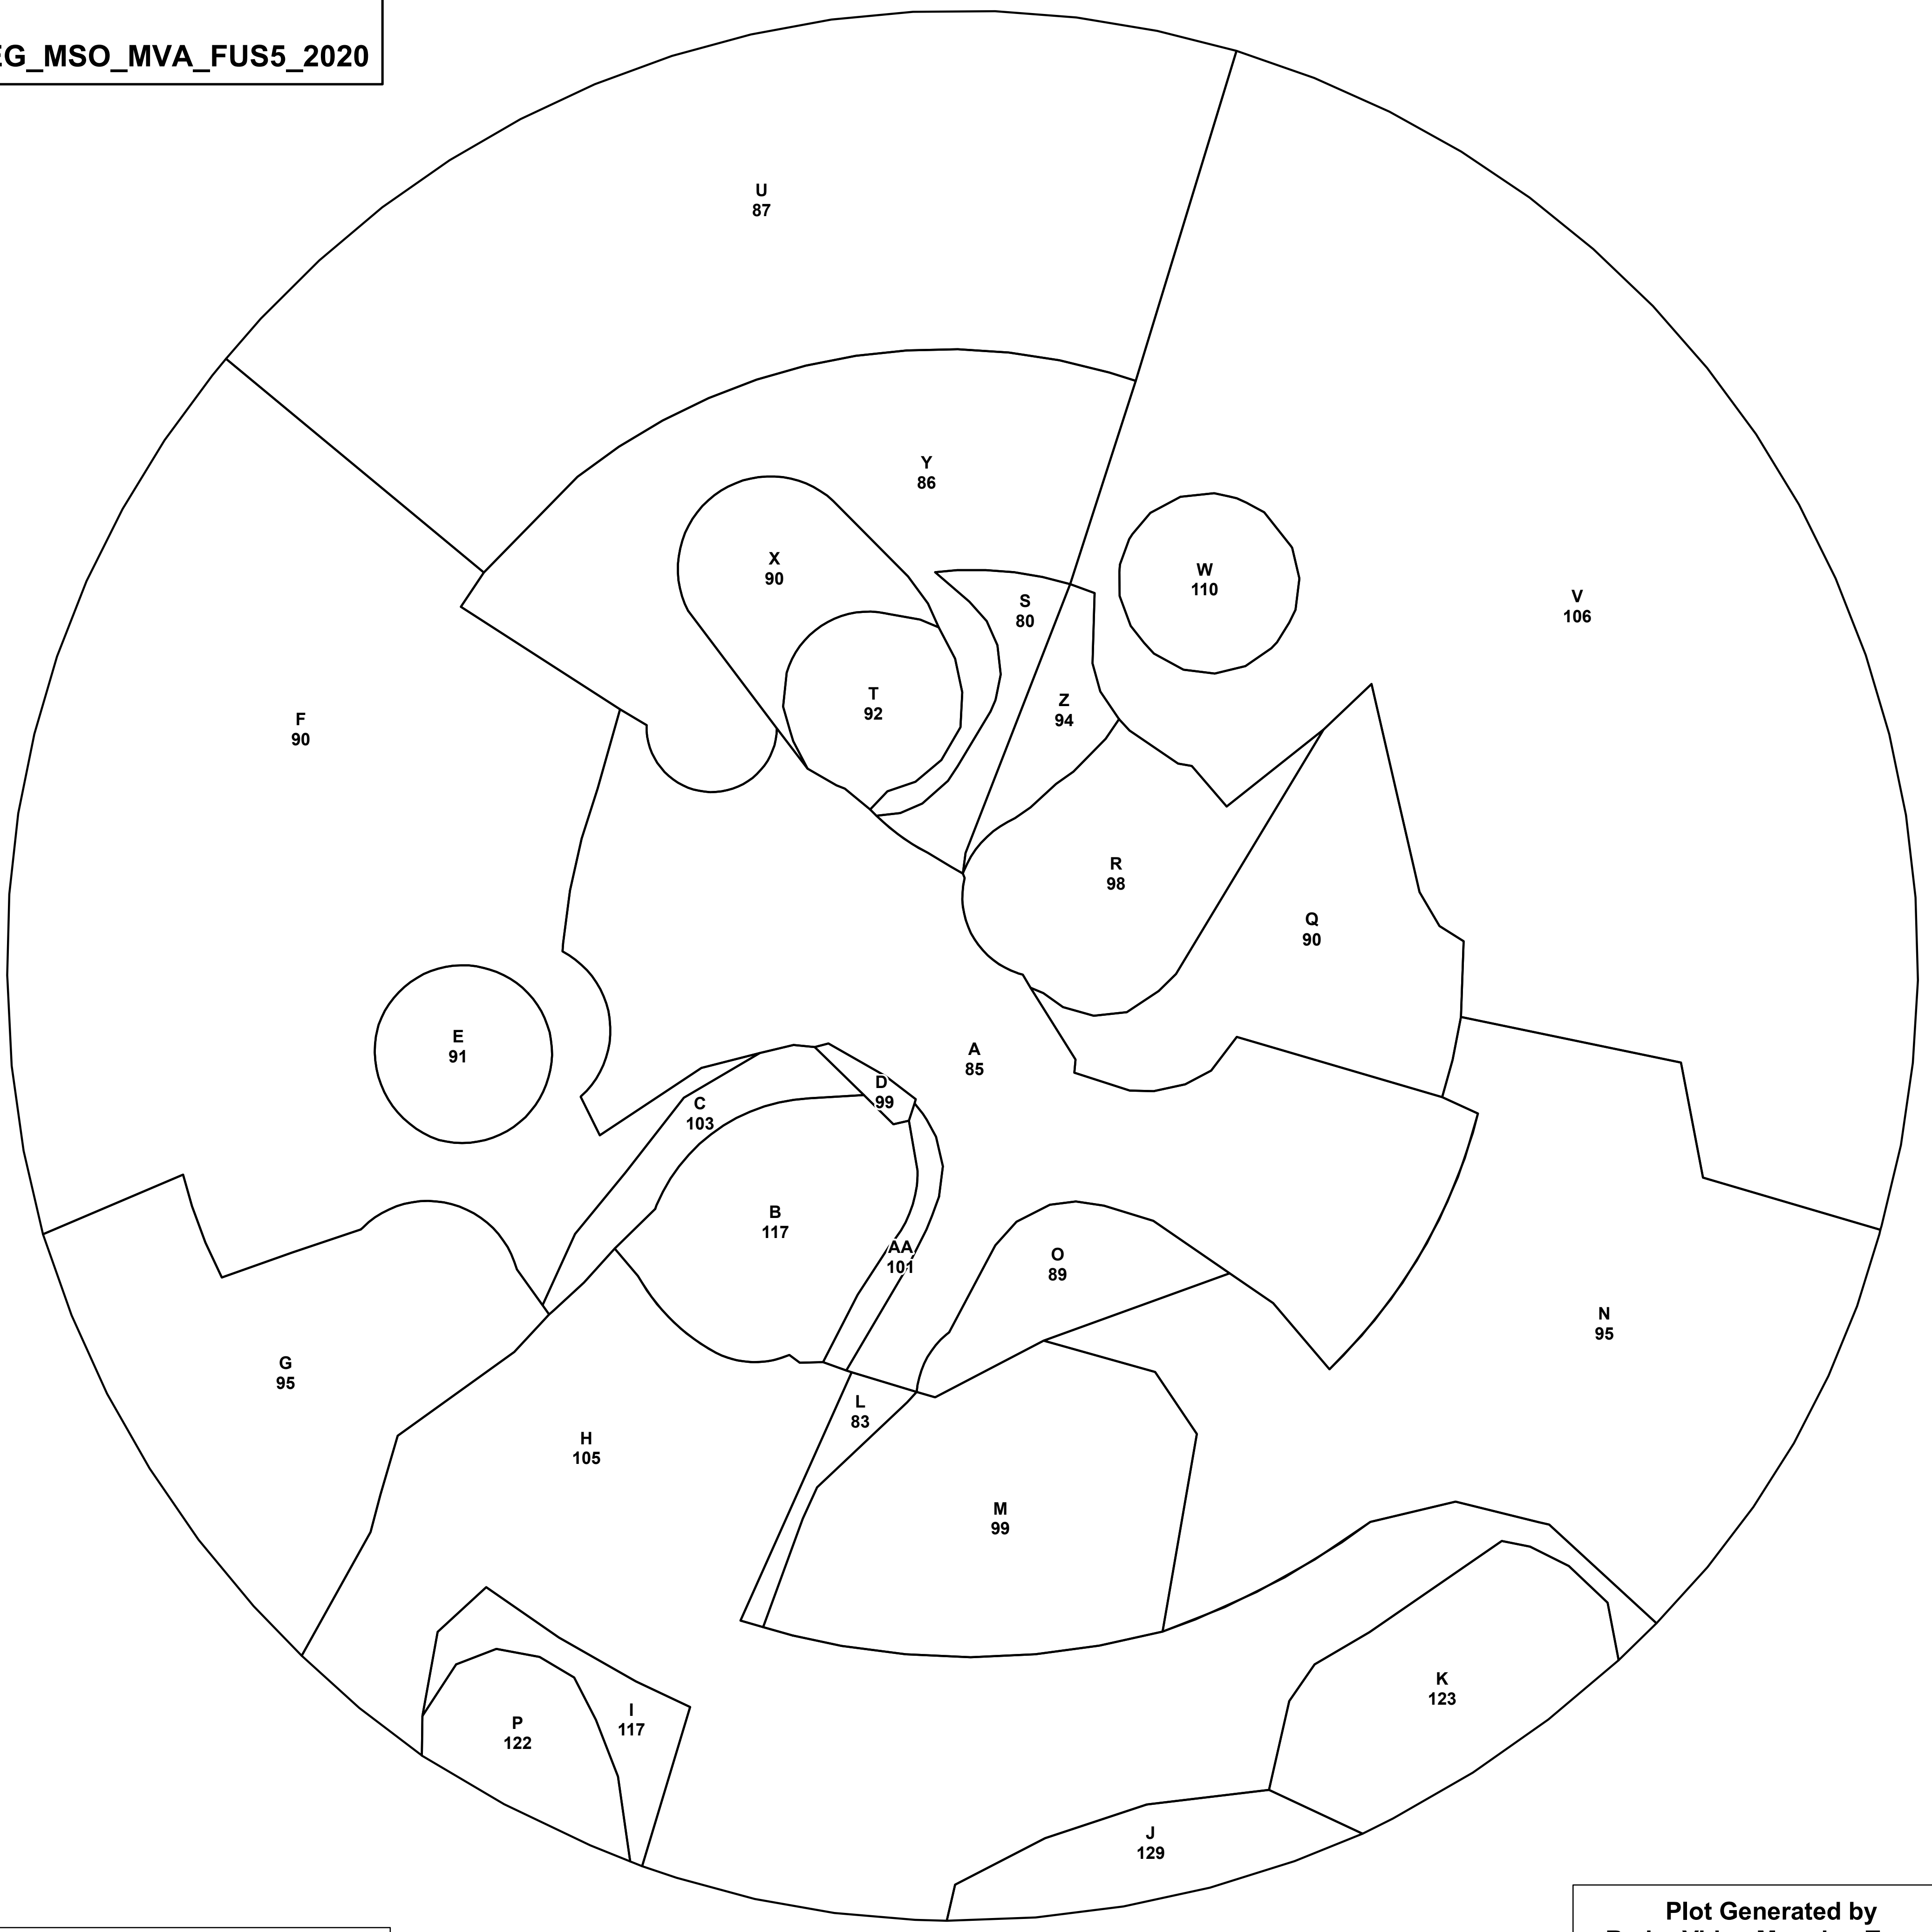 EG_MSO_MVA_FUS5_2020
U
87
Y
86
X
90
W
110
V
106
S
80
T
92
Z
94
F
90
R
98
Q
90
E
91
A
85
D
99
C
103
B
117
AA
101
O
89
N
95
G
95
L
83
H
105
M
99
K
123
I
117
P
122
J
129
Plot Generated by